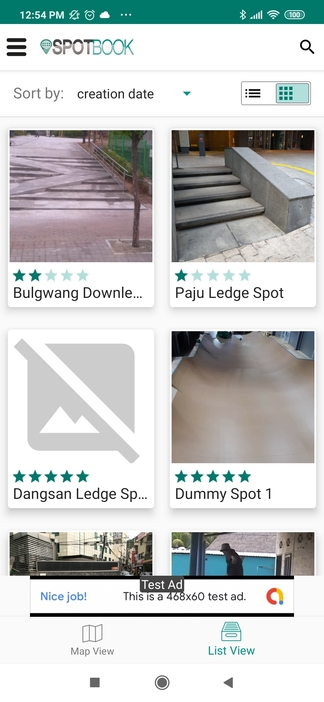 12:54 PM
100
SPOTBOOK
Sort by: creation date
Bulgwang Downle...
Paju Ledge Spot
Dangsan Ledge Sp...
Dummy Spot 1
Test Ad
Nice job! This is a 468x60 test ad.
Map View
List View